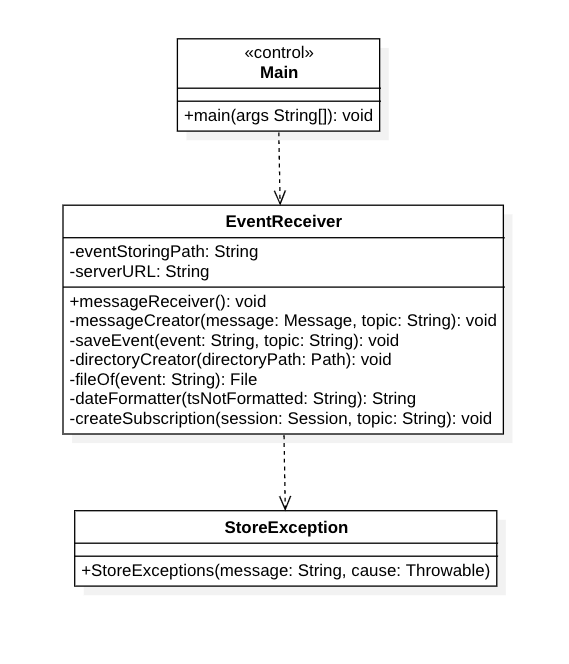 «control»
Main
+main(args String[]): void
EventReceiver
-eventStoringPath: String
-serverURL: String
+messageReceiver(): void
-messageCreator(message: Message, topic: String): void
-saveEvent(event: String, topic: String): void
-directoryCreator(directoryPath: Path): void
-fileOf(event: String): File
-dateFormatter(tsNotFormatted: String): String
-createSubscription(session: Session, topic: String): void
StoreException
+StoreExceptions(message: String, cause: Throwable)